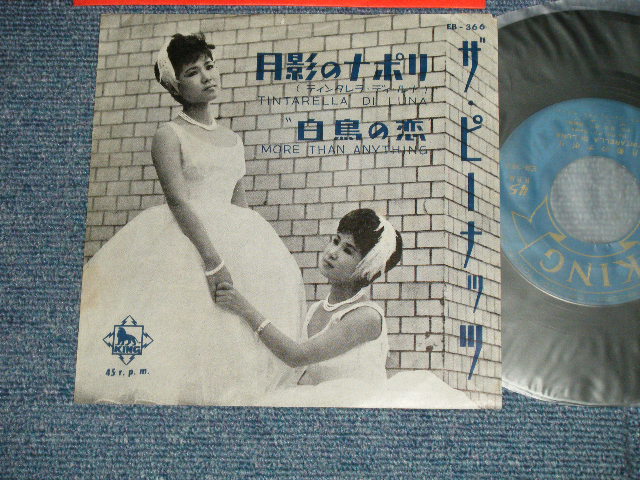 EB-366
月影のナポリ
(ティンタレラ・ディ・ルナ)
TINTARELLA DI LUNA
白鳥の恋
MORE THAN ANYTHING
ザ・ピーナッツ
KING
45 r.p.m.
45
KING